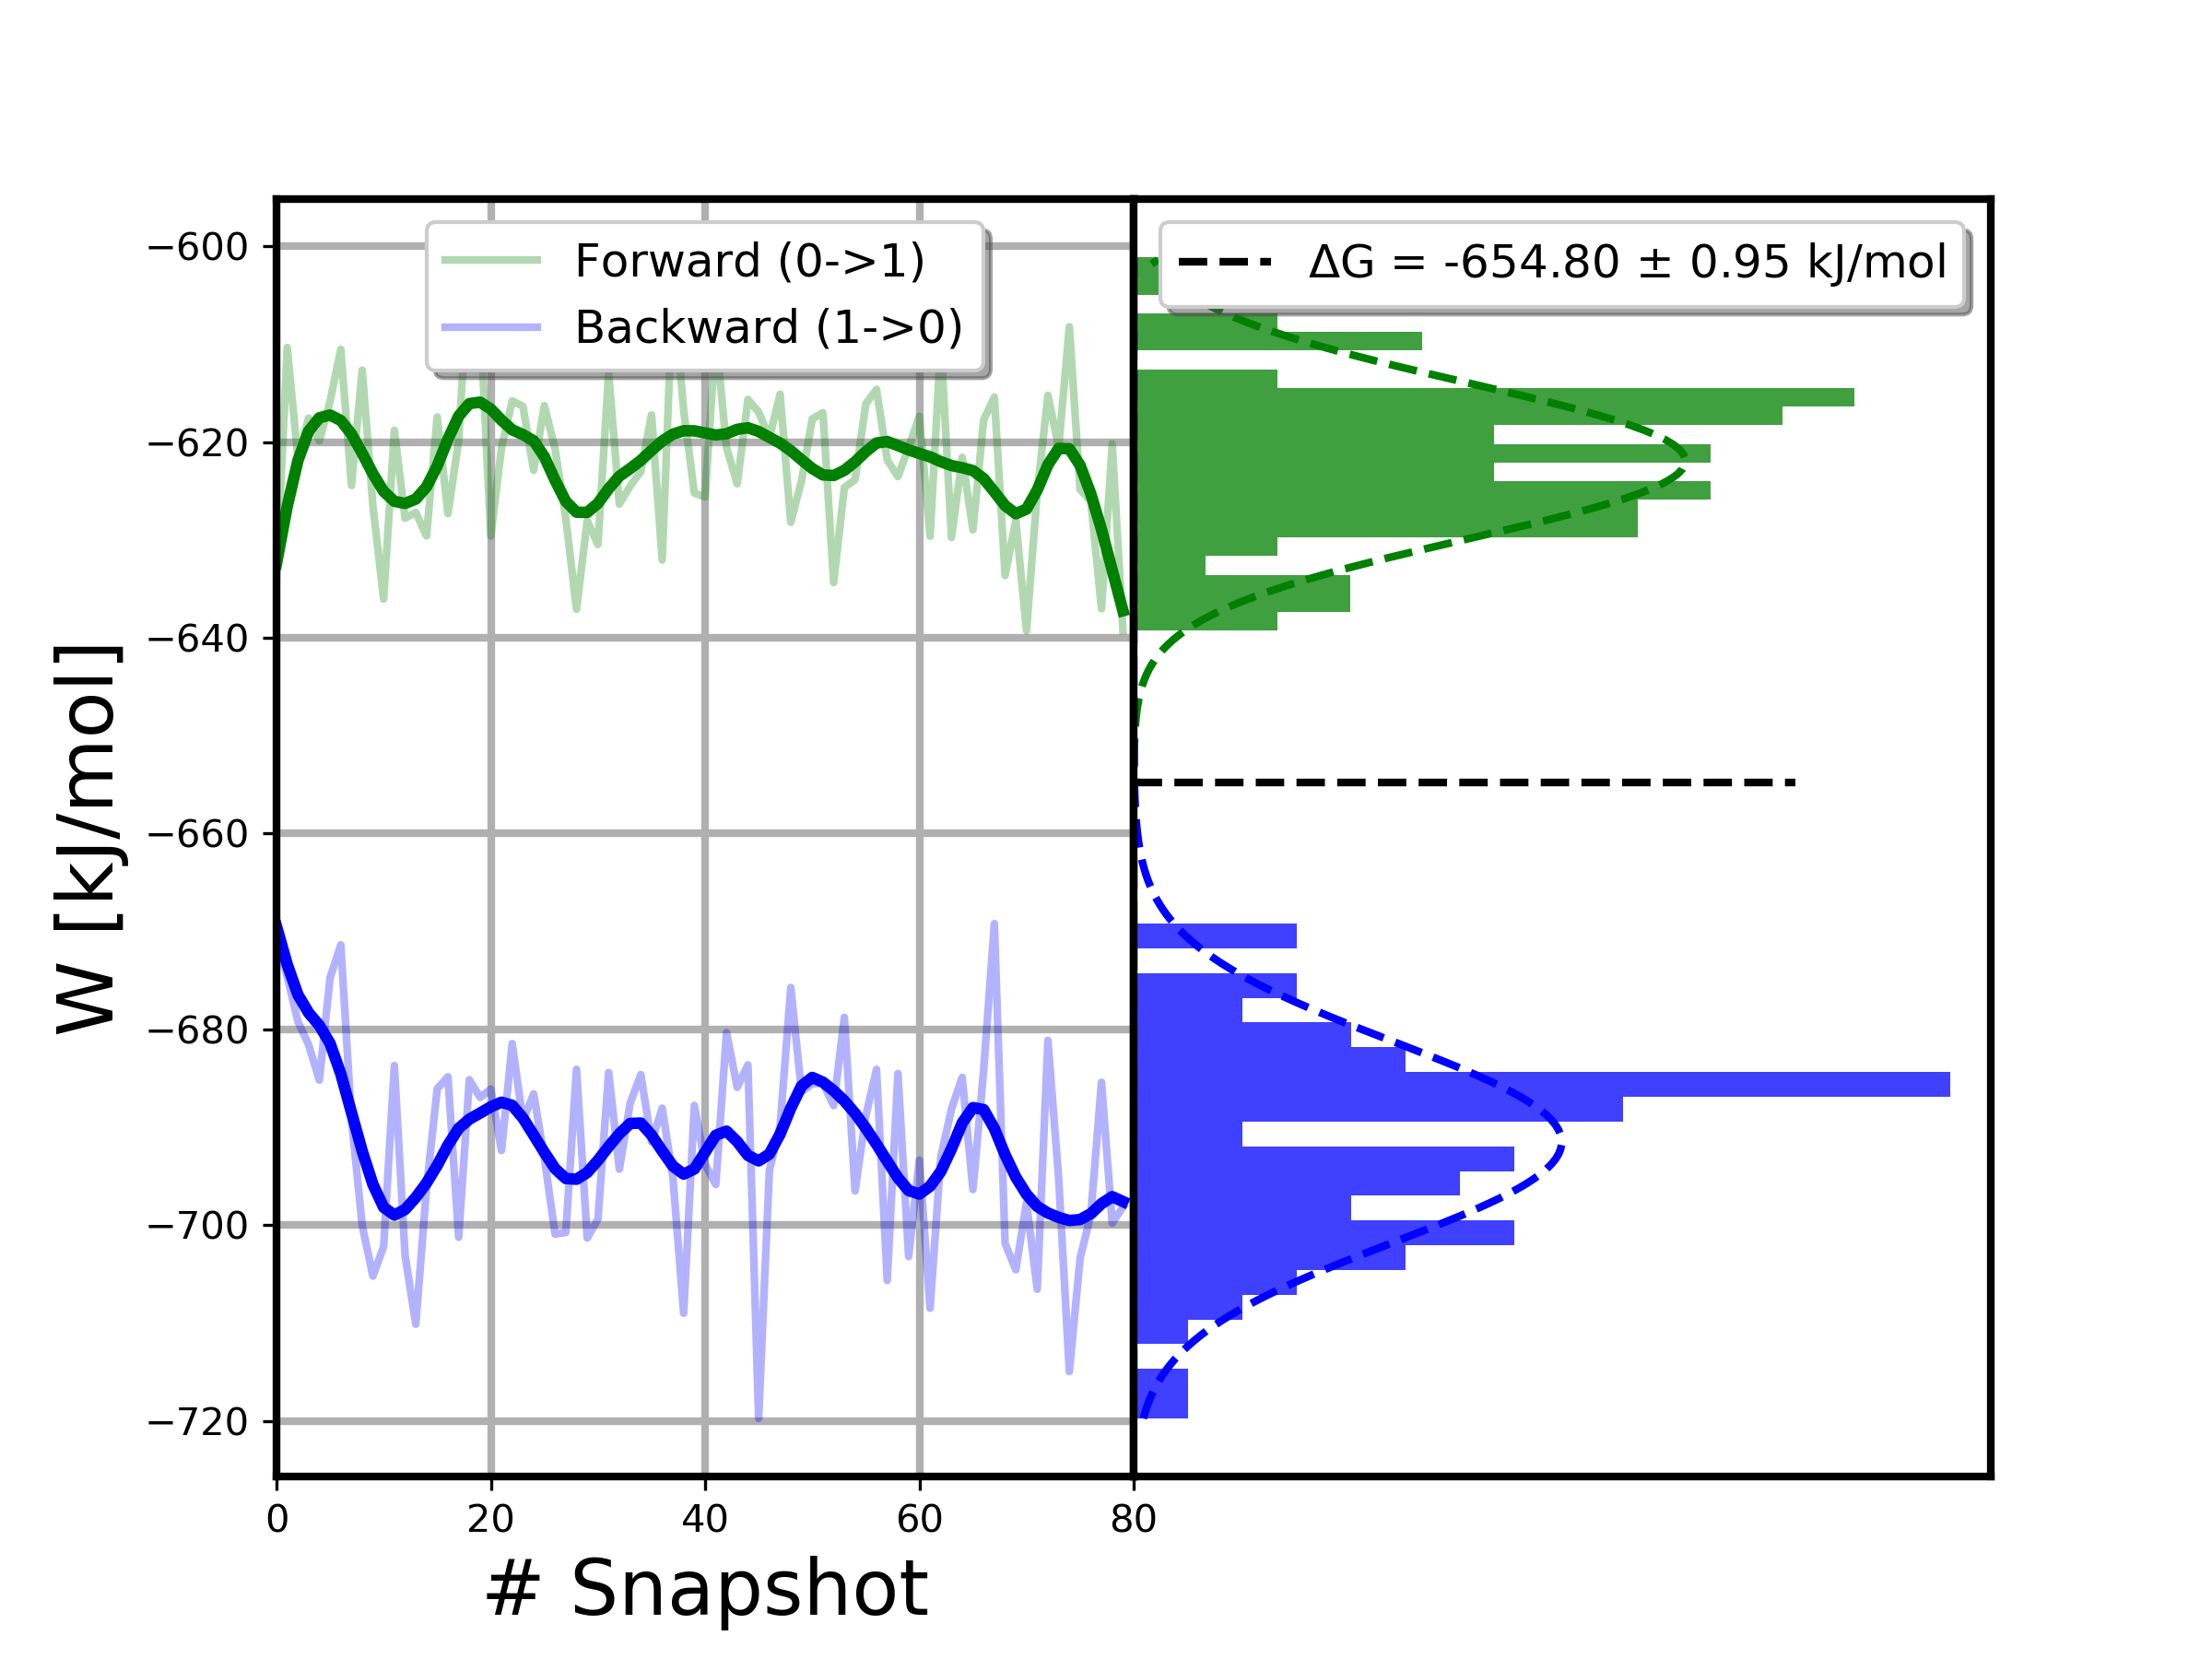 Forward (0->1)
Backward (1->0)
ΔG = -654.80 ± 0.95 kJ/mol
W [kJ/mol]
−600
−620
−640
−660
−680
−700
−720
0
20
40
60
80
# Snapshot